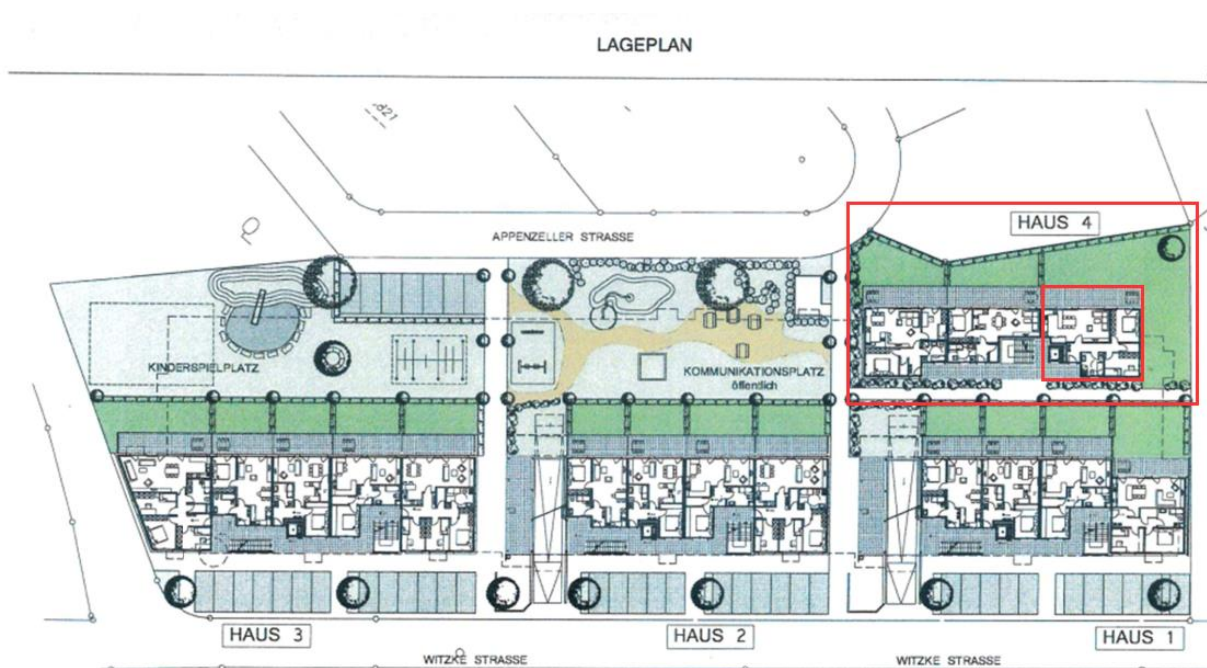 LAGEPLAN
HAUS 4
APPENZELLER STRASSE
KINDERSPIELPLATZ
KOMMUNIKATIONSPLATZ
öffentlich
HAUS 3
HAUS 2
HAUS 1
WITZKE STRASSE
WITZKE STRASSE